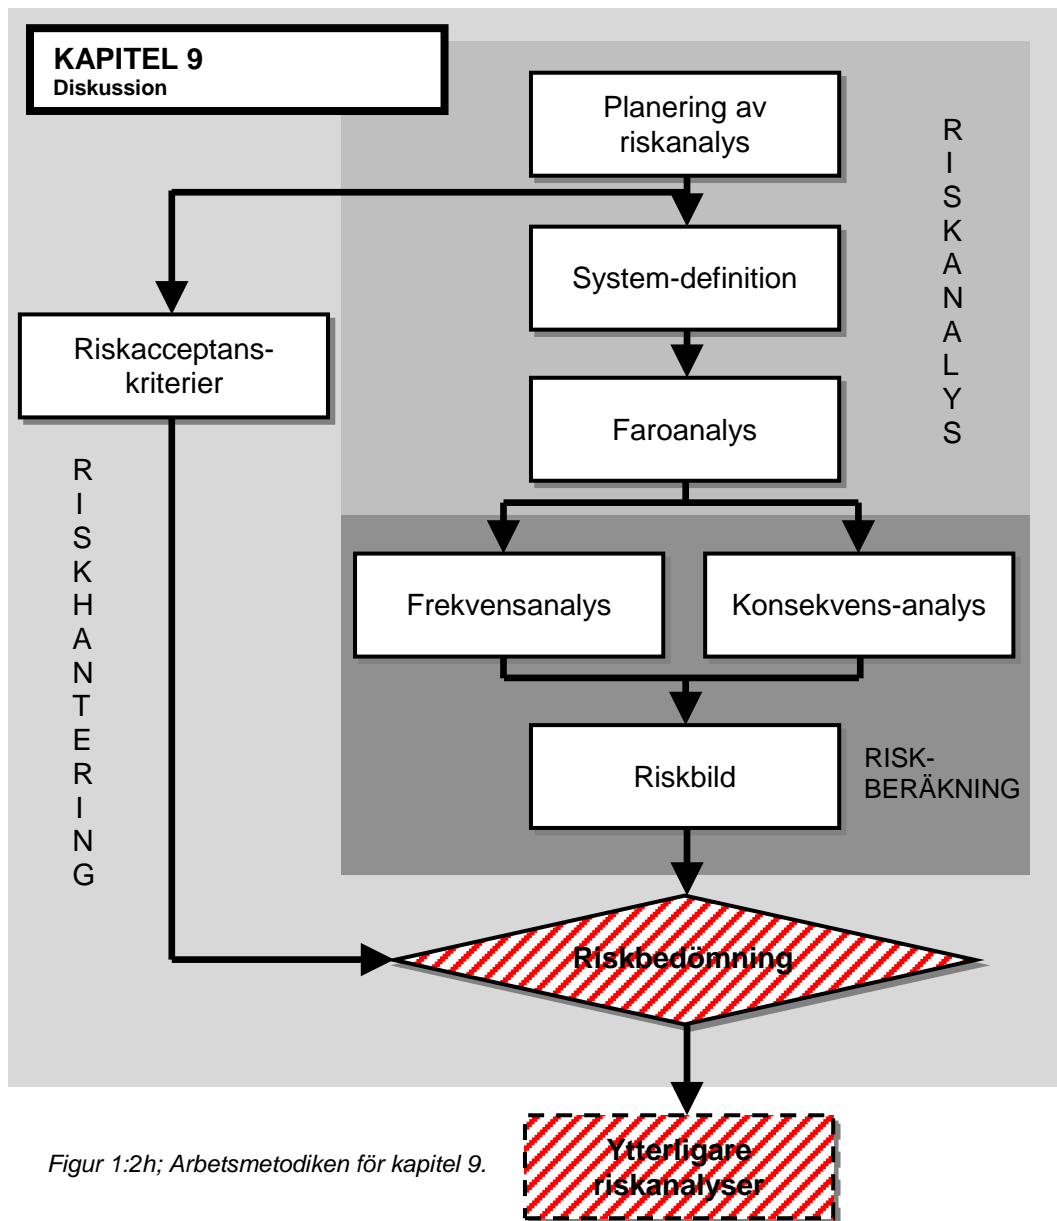 KAPITEL 9
Diskussion
Planering av
riskanalys
R
I
S
K
A
N
A
L
Y
S
System-definition
Riskacceptans-
kriterier
Faroanalys
R
I
S
K
H
A
N
T
E
R
I
N
G
Frekvensanalys
Konsekvens-analys
Riskbild
RISK-
BERÄKNING
Riskbedömning
Ytterligare
riskanalyser
Figur 1:2h; Arbetsmetodiken för kapitel 9.